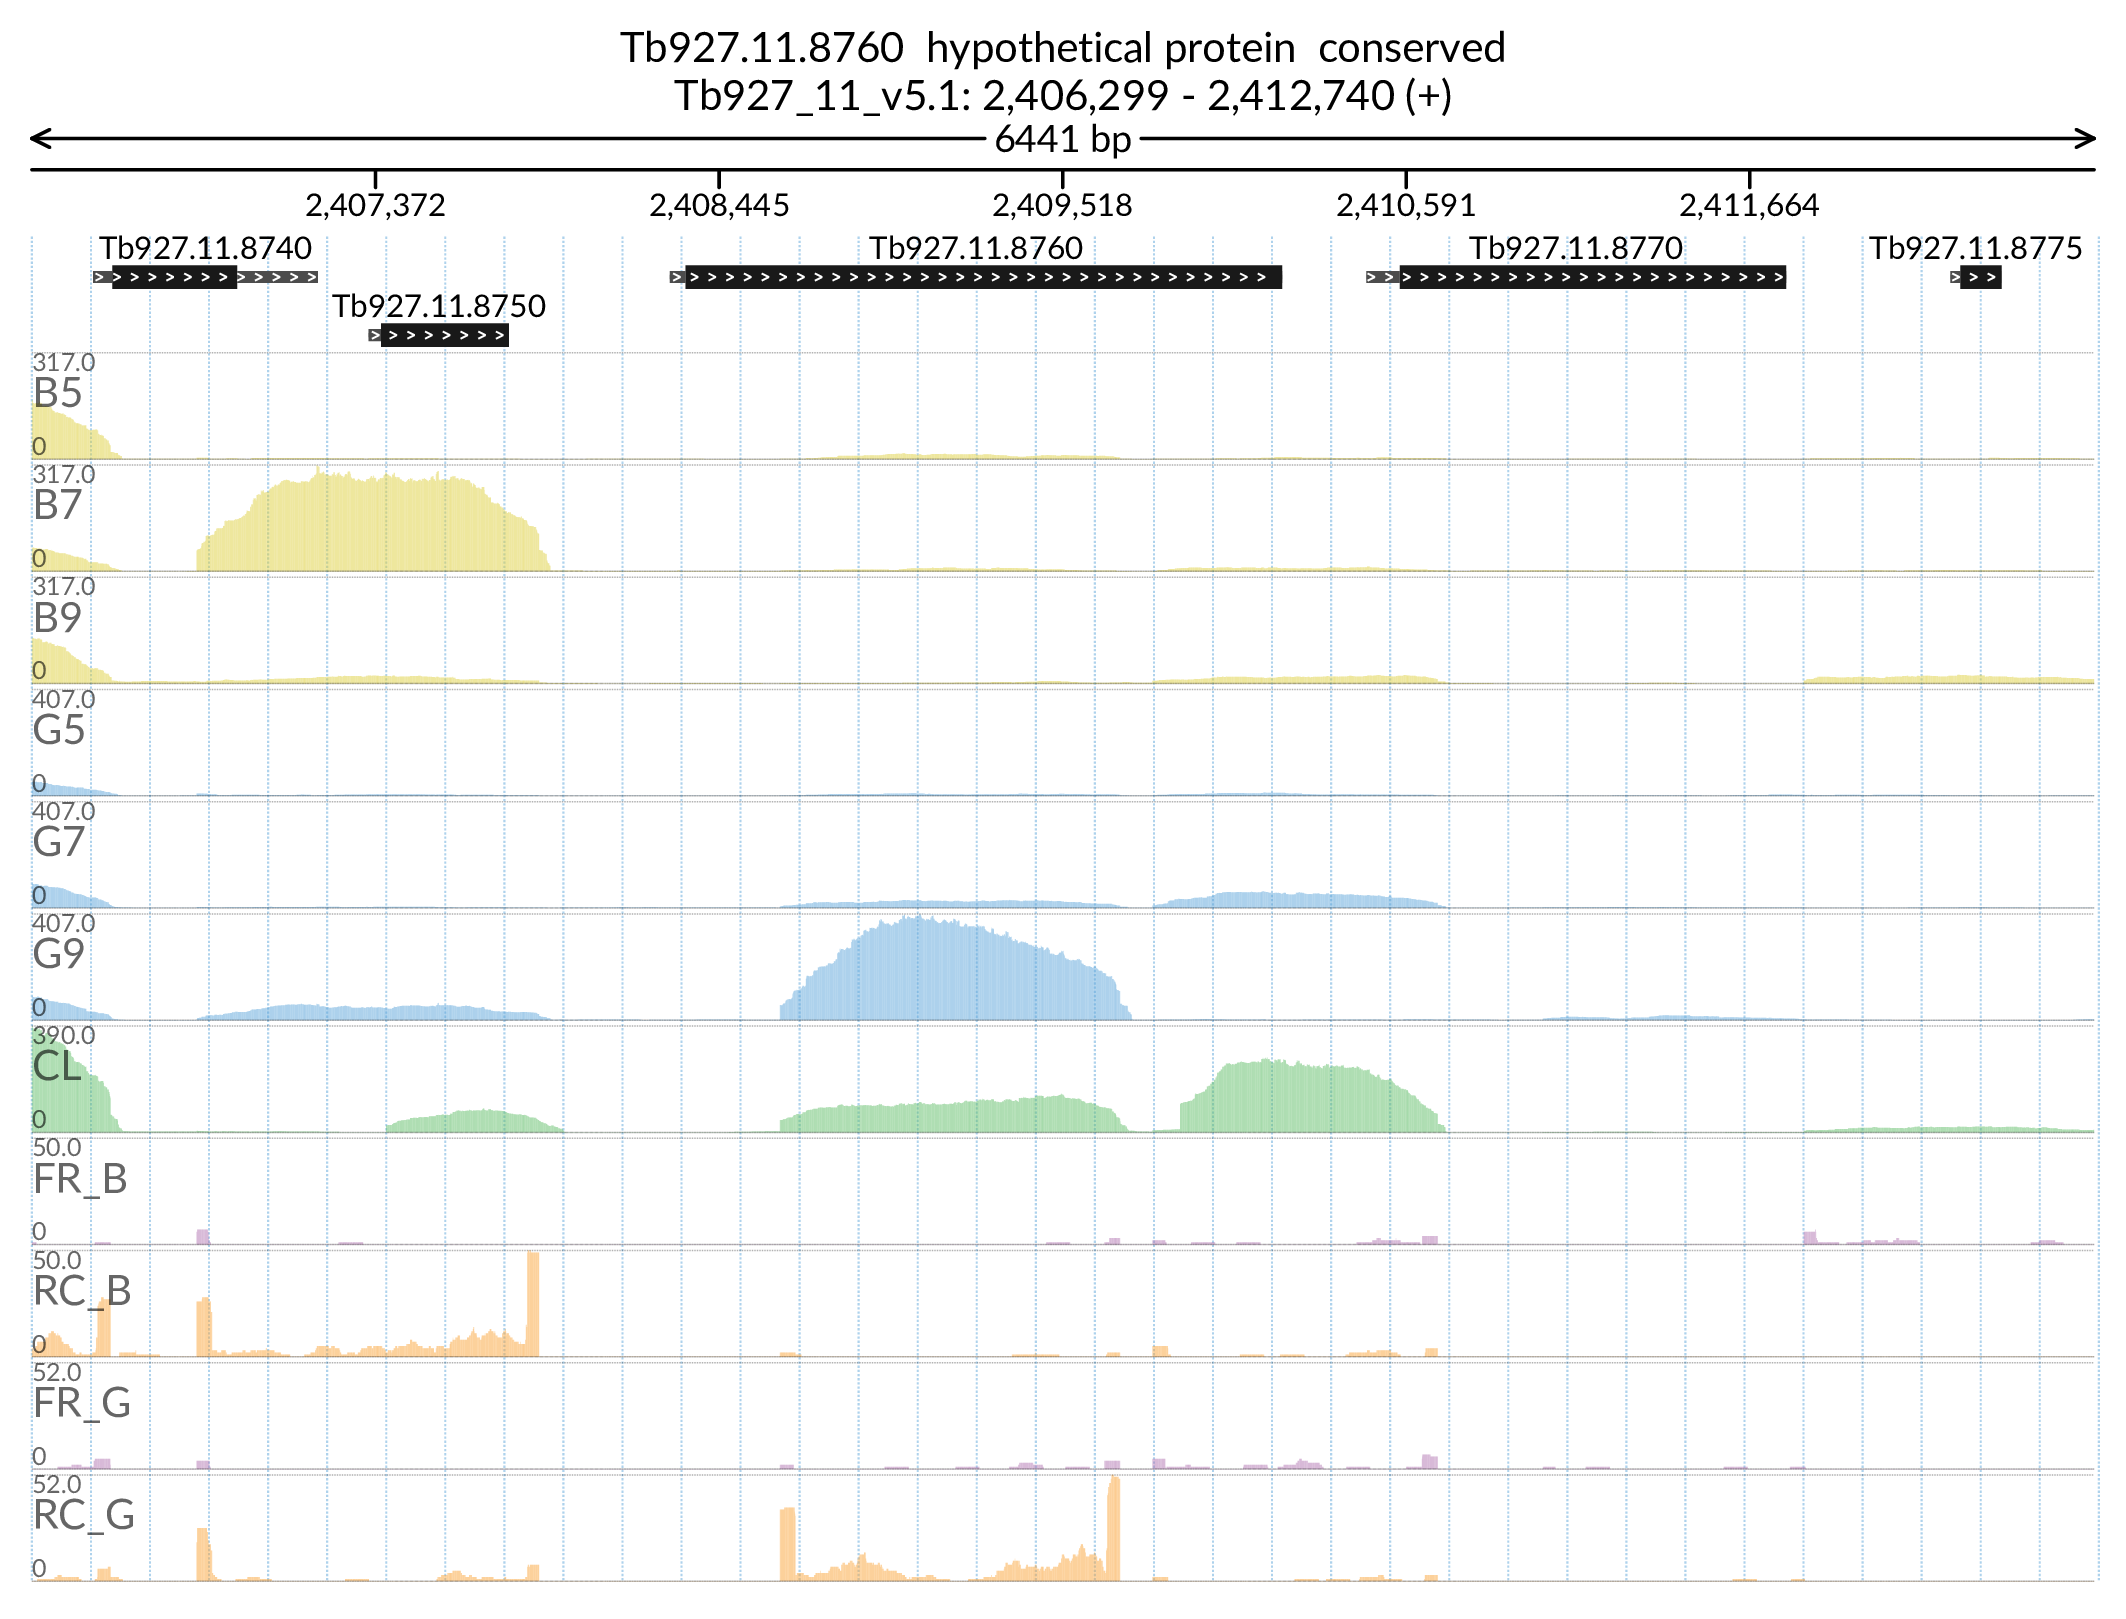 Tb927.11.8760  hypothetical protein  conserved
Tb927_11_v5.1: 2,406,299 - 2,412,740 (+)
6441 bp
2,407,372 2,408,445 2,409,518 2,410,591 2,411,664
Tb927.11.8740 Tb927.11.8760 Tb927.11.8770 Tb927.11.8775
Tb927.11.8750
317.0
B5
0
317.0
B7
0
317.0
B9
0
407.0
G5
0
407.0
G7
0
407.0
G9
0
390.0
CL
0
50.0
FR_B
0
50.0
RC_B
0
52.0
FR_G
0
52.0
RC_G
0